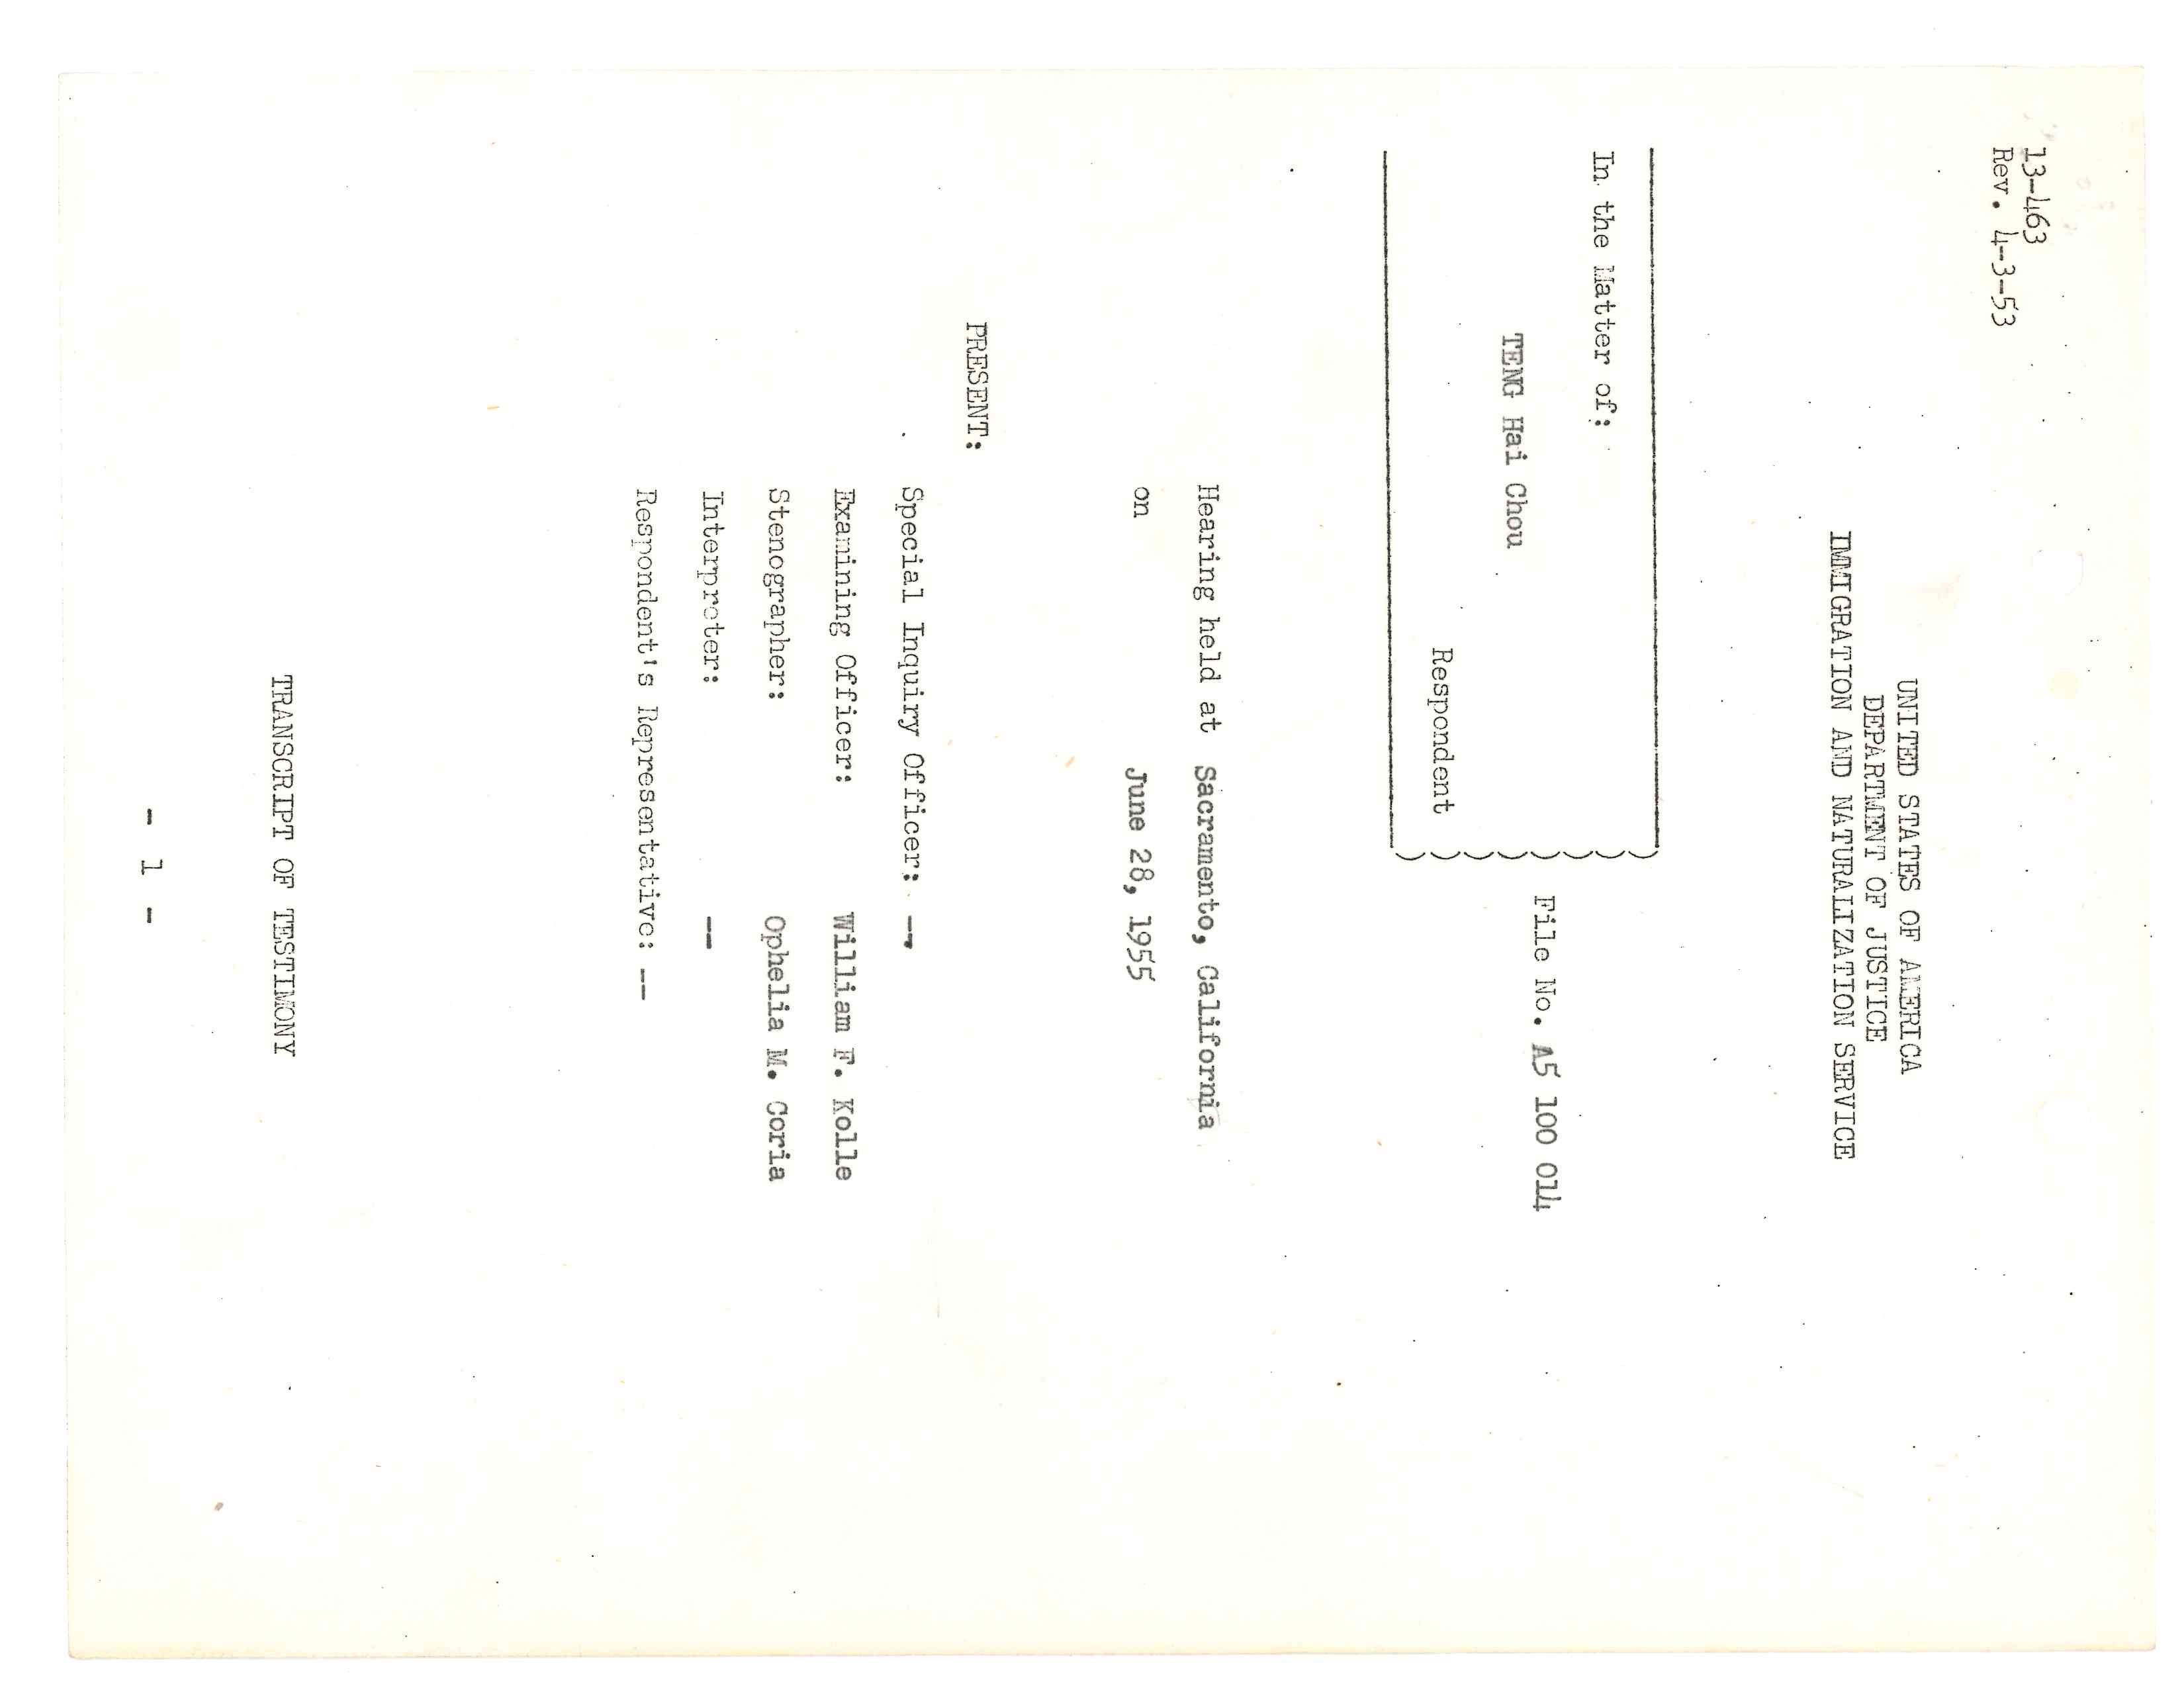 13-463
Rev. 4-3-53
UNITED STATES OF AMERICA
DEPARTMENT OF JUSTICE
IMMIGRATION AND NATURALIZATION SERVICE
In the Matter of:
TENG Hai Chou
Respondent
)
)
)
)
)
)
)
)
File No. A5 100 014
Hearing held at Sacramento, California
on June 28, 1955
PRESENT:
Special Inquiry Officer: --
Examining Officer: William F. Kolle
Stenographer: Ophelia M. Coria
Interpreter: --
Respondent's Representative: --
TRANSCRIPT OF TESTIMONY
- 1 -